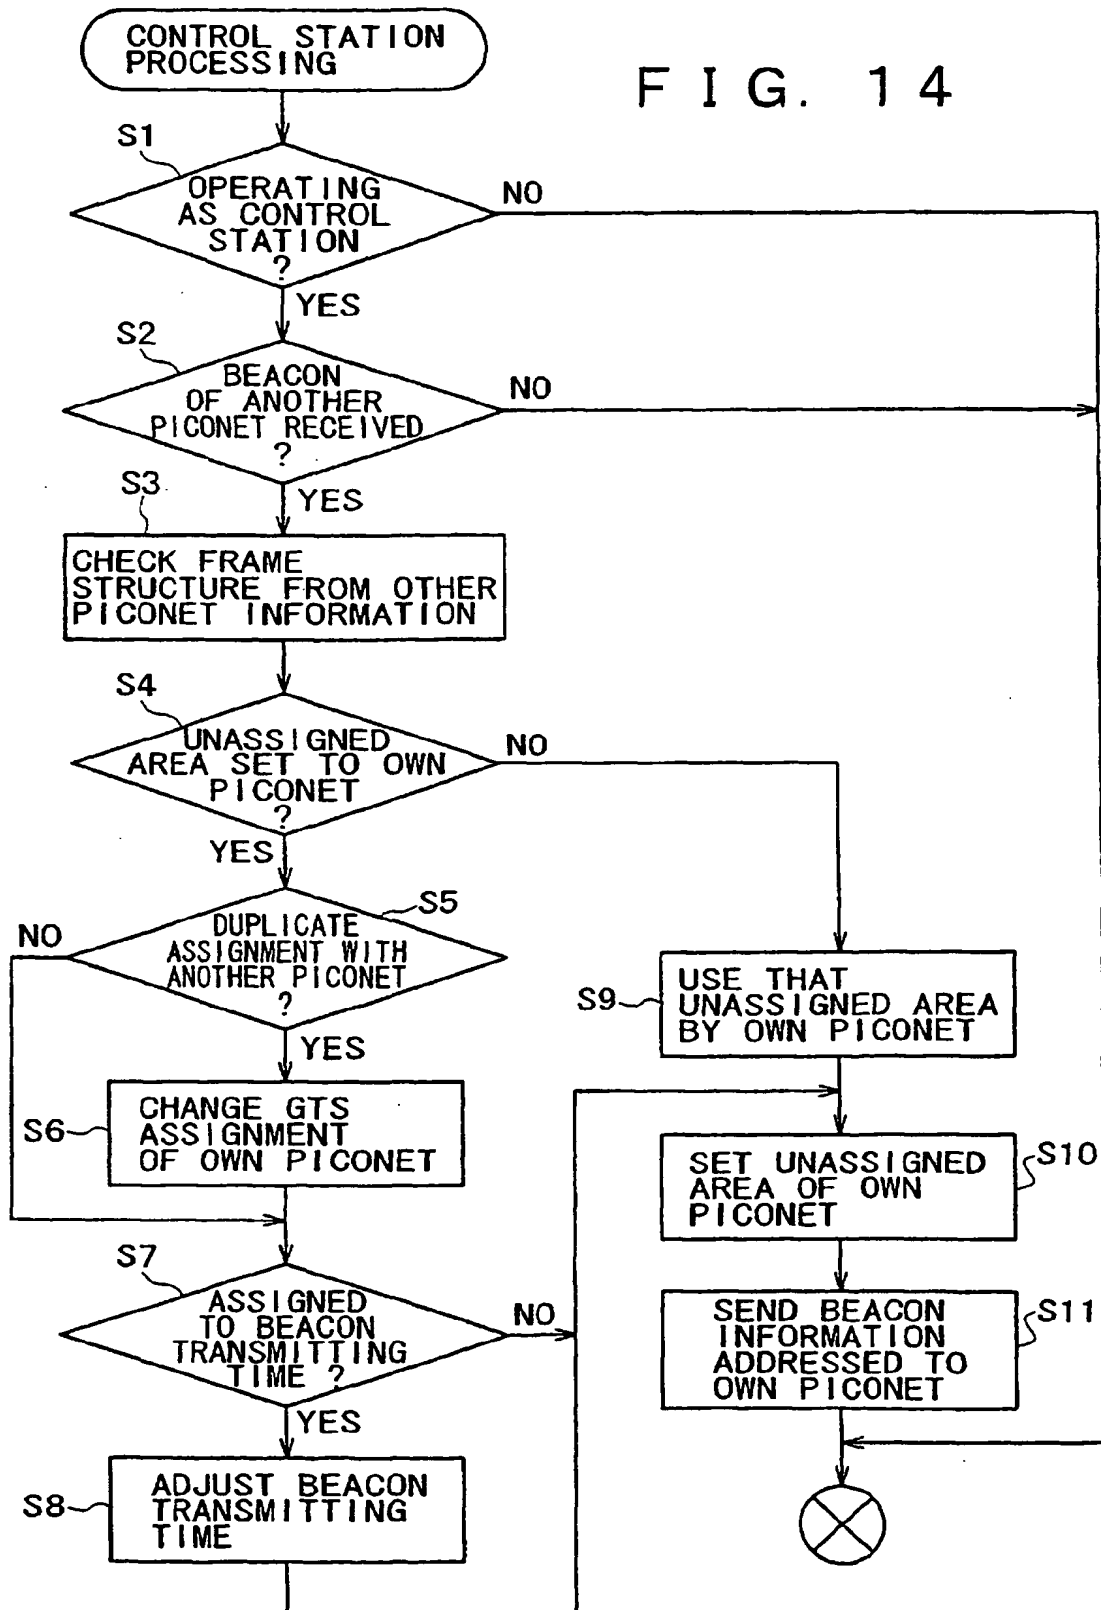 CONTROL STATION
PROCESSING
FIG. 14
S1
OPERATING
AS CONTROL
STATION
?
NO
YES
S2
BEACON
OF ANOTHER
PICONET RECEIVED
?
NO
YES
S3
CHECK FRAME
STRUCTURE FROM OTHER
PICONET INFORMATION
S4
UNASSIGNED
AREA SET TO OWN
PICONET
?
NO
YES
S5
DUPLICATE
ASSIGNMENT WITH
ANOTHER PICONET
?
NO
YES
S6
CHANGE GTS
ASSIGNMENT
OF OWN PICONET
S7
ASSIGNED
TO BEACON
TRANSMITTING
TIME ?
NO
YES
S8
ADJUST BEACON
TRANSMITTING
TIME
S9
USE THAT
UNASSIGNED AREA
BY OWN PICONET
S10
SET UNASSIGNED
AREA OF OWN
PICONET
S11
SEND BEACON
INFORMATION
ADDRESSED TO
OWN PICONET